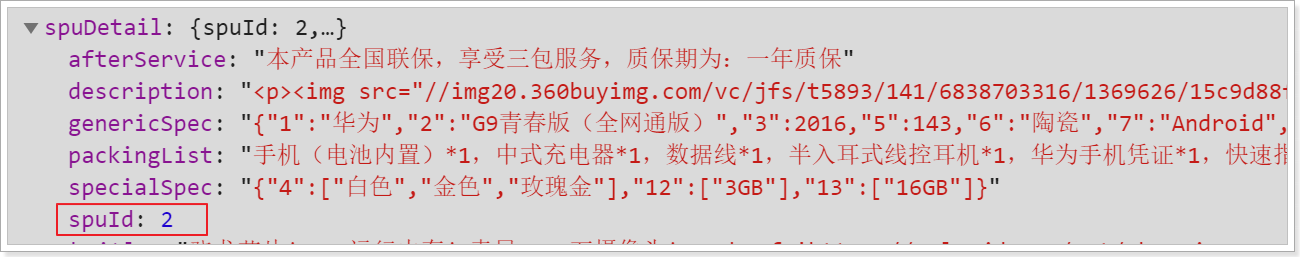 ▼ spuDetail: {spuId: 2,…}
afterService: "本产品全国联保，享受三包服务，质保期为：一年质保"
description: "<p><img src="//img20.360buyimg.com/vc/jfs/t5893/141/6838703316/1369626/15c9d88
genericSpec: "{"1":"华为","2":"G9青春版（全网通版）","3":2016,"5":143,"6":"陶瓷","7":"Android",
packingList: "手机（电池内置）*1，中式充电器*1，数据线*1，半入耳式线控耳机*1，华为手机凭证*1，快速指
specialSpec: "{"4":["白色","金色","玫瑰金"],"12":["3GB"],"13":["16GB"]}"
spuId: 2